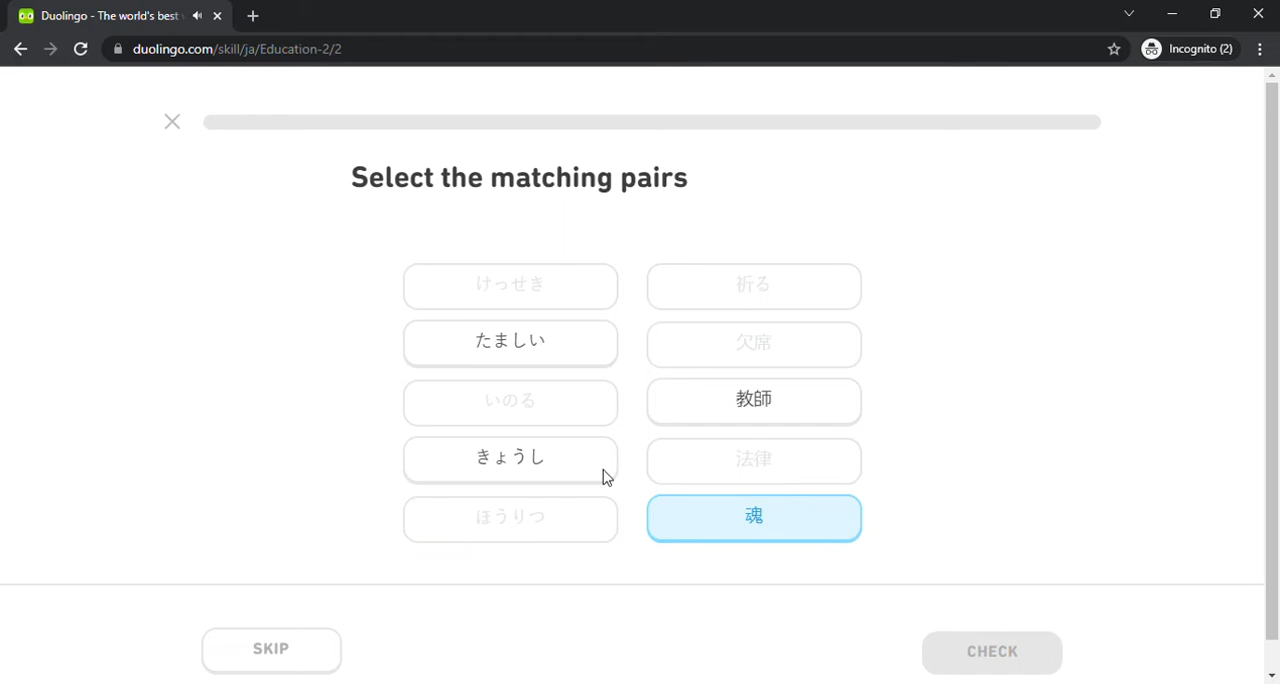 Duolingo - The world's best
duolingo.com/skill/ja/Education-2/2
Incognito (2)
Select the matching pairs
けっせき
祈る
たましい
欠席
いのる
教師
きょうし
法律
ほうりつ
魂
SKIP
CHECK